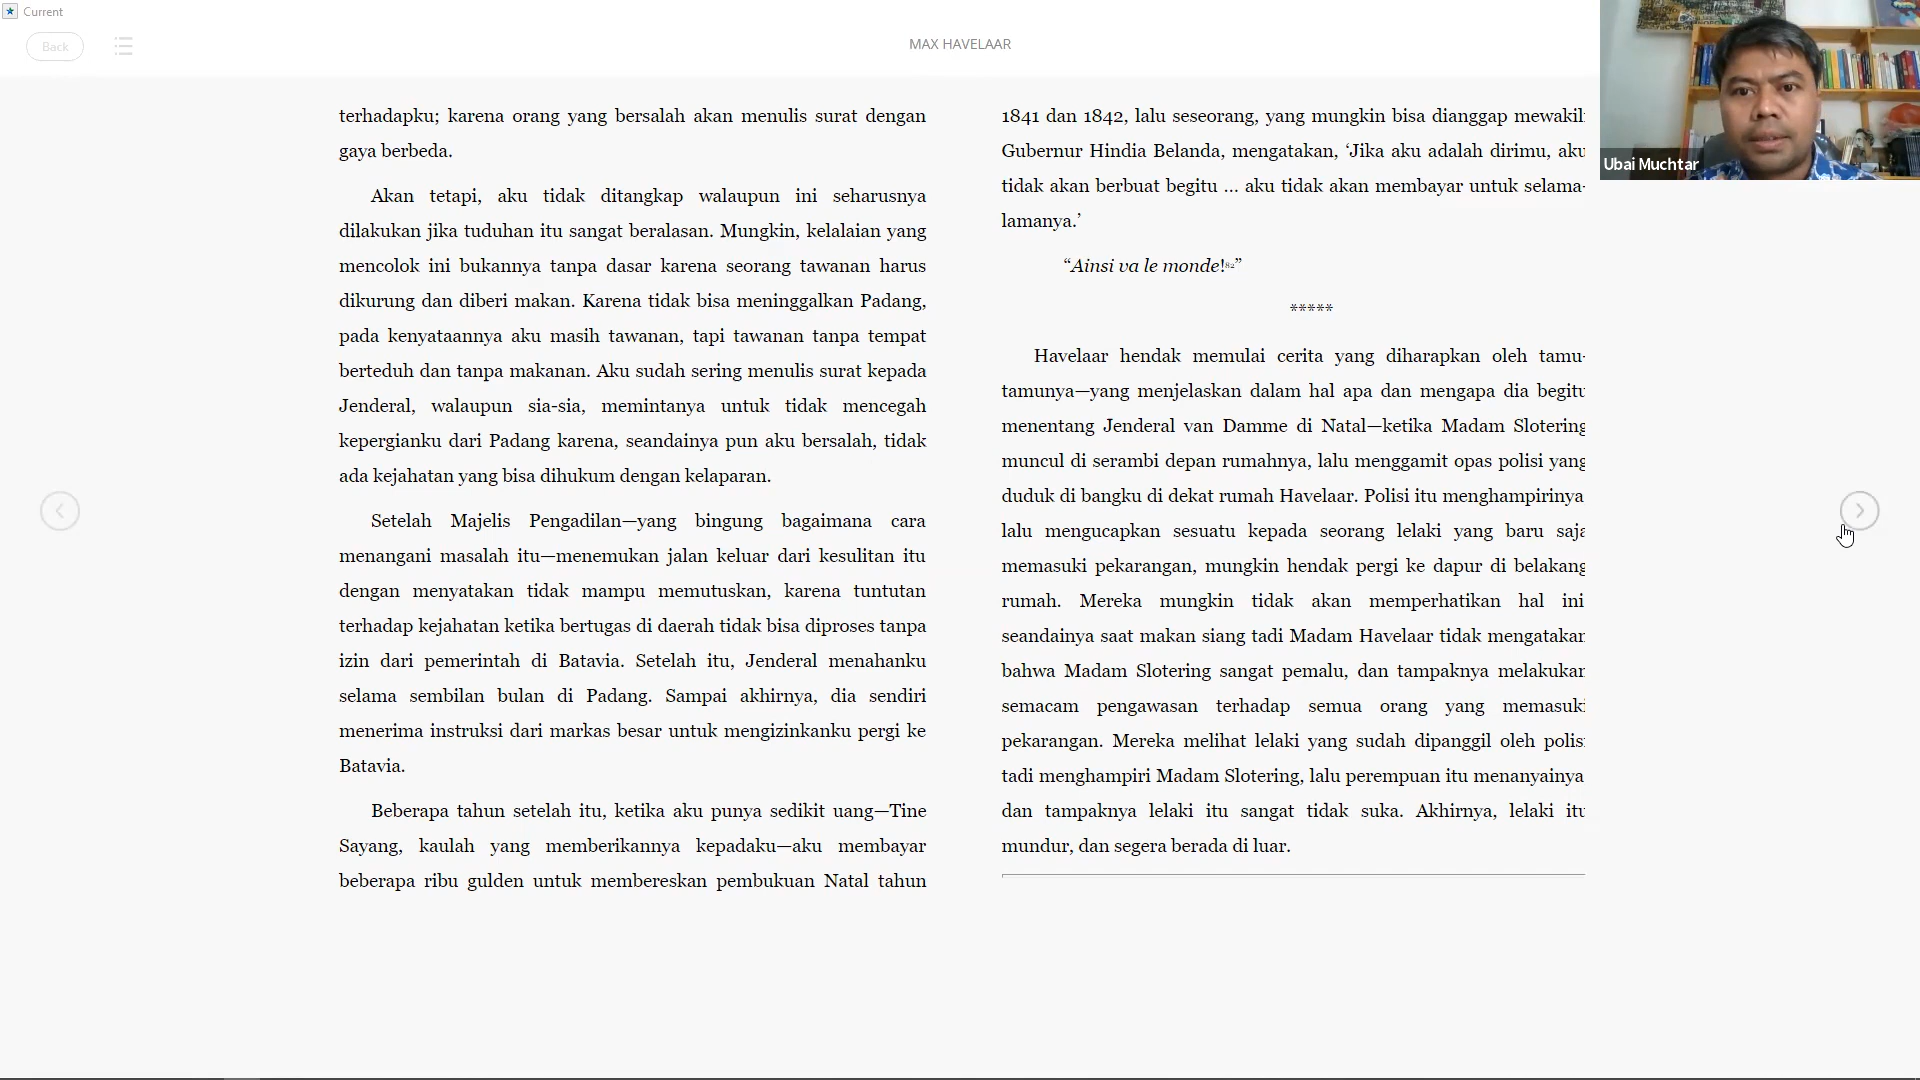 Current
Back
MAX HAVELAAR
Ubai Muchtar
terhadapku; karena orang yang bersalah akan menulis surat dengan
gaya berbeda.
Akan tetapi, aku tidak ditangkap walaupun ini seharusnya
dilakukan jika tuduhan itu sangat beralasan. Mungkin, kelalaian yang
mencolok ini bukannya tanpa dasar karena seorang tawanan harus
dikurung dan diberi makan. Karena tidak bisa meninggalkan Padang,
pada kenyataannya aku masih tawanan, tapi tawanan tanpa tempat
berteduh dan tanpa makanan. Aku sudah sering menulis surat kepada
Jenderal, walaupun sia-sia, memintanya untuk tidak mencegah
kepergianku dari Padang karena, seandainya pun aku bersalah, tidak
ada kejahatan yang bisa dihukum dengan kelaparan.
Setelah Majelis Pengadilan—yang bingung bagaimana cara
menangani masalah itu—menemukan jalan keluar dari kesulitan itu
dengan menyatakan tidak mampu memutuskan, karena tuntutan
terhadap kejahatan ketika bertugas di daerah tidak bisa diproses tanpa
izin dari pemerintah di Batavia. Setelah itu, Jenderal menahanku
selama sembilan bulan di Padang. Sampai akhirnya, dia sendiri
menerima instruksi dari markas besar untuk mengizinkanku pergi ke
Batavia.
Beberapa tahun setelah itu, ketika aku punya sedikit uang—Tine
Sayang, kaulah yang memberikannya kepadaku—aku membayar
beberapa ribu gulden untuk membereskan pembukuan Natal tahun
1841 dan 1842, lalu seseorang, yang mungkin bisa dianggap mewakili
Gubernur Hindia Belanda, mengatakan, ‘Jika aku adalah dirimu, aku
tidak akan berbuat begitu ... aku tidak akan membayar untuk selama-
lamanya.’
“Ainsi va le monde!82”
*****
Havelaar hendak memulai cerita yang diharapkan oleh tamu-
tamunya—yang menjelaskan dalam hal apa dan mengapa dia begitu
menentang Jenderal van Damme di Natal—ketika Madam Slotering
muncul di serambi depan rumahnya, lalu menggamit opas polisi yang
duduk di bangku di dekat rumah Havelaar. Polisi itu menghampirinya
lalu mengucapkan sesuatu kepada seorang lelaki yang baru saja
memasuki pekarangan, mungkin hendak pergi ke dapur di belakang
rumah. Mereka mungkin tidak akan memperhatikan hal ini
seandainya saat makan siang tadi Madam Havelaar tidak mengatakan
bahwa Madam Slotering sangat pemalu, dan tampaknya melakukan
semacam pengawasan terhadap semua orang yang memasuki
pekarangan. Mereka melihat lelaki yang sudah dipanggil oleh polisi
tadi menghampiri Madam Slotering, lalu perempuan itu menanyainya
dan tampaknya lelaki itu sangat tidak suka. Akhirnya, lelaki itu
mundur, dan segera berada di luar.